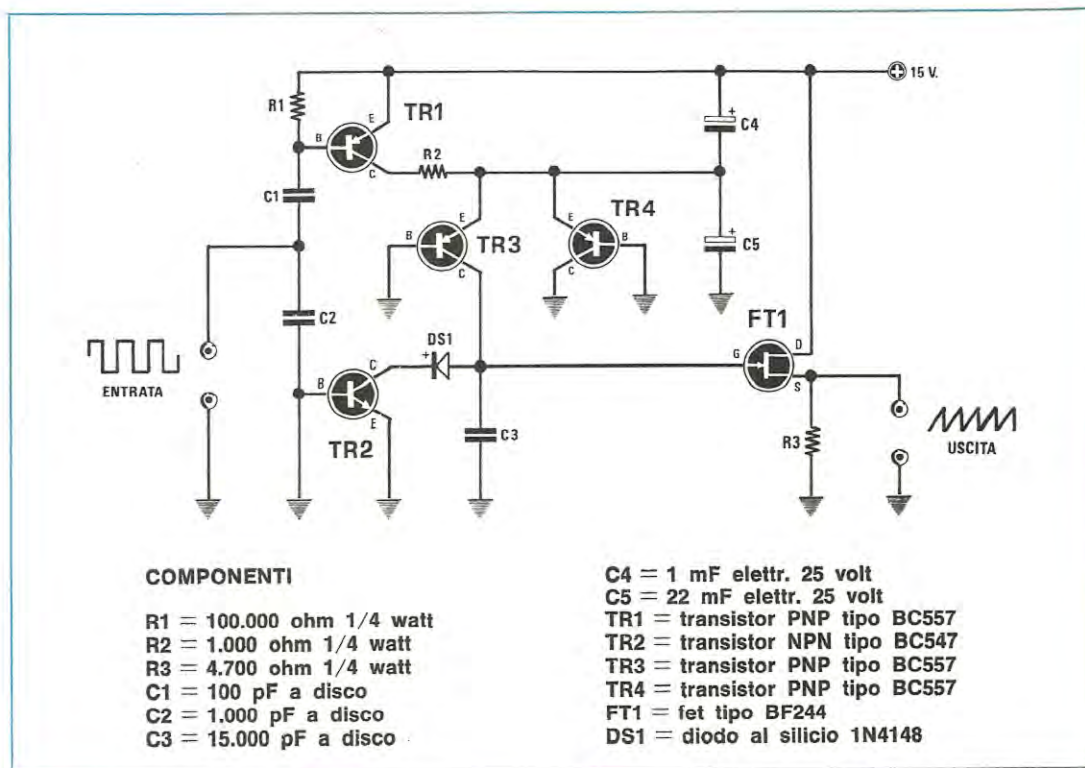 15 V.
R1
TR1
E
B
C
R2
C4
+
C1
TR4
E
E
B
TR3
B
C
C
C5
+
C2
DS1
+
FT1
G
D
S
ENTRATA
B
C
E
TR2
C3
R3
USCITA
COMPONENTI
R1 = 100.000 ohm 1/4 watt
R2 = 1.000 ohm 1/4 watt
R3 = 4.700 ohm 1/4 watt
C1 = 100 pF a disco
C2 = 1.000 pF a disco
C3 = 15.000 pF a disco
C4 = 1 mF elettr. 25 volt
C5 = 22 mF elettr. 25 volt
TR1 = transistor PNP tipo BC557
TR2 = transistor NPN tipo BC547
TR3 = transistor PNP tipo BC557
TR4 = transistor PNP tipo BC557
FT1 = fet tipo BF244
DS1 = diodo al silicio 1N4148